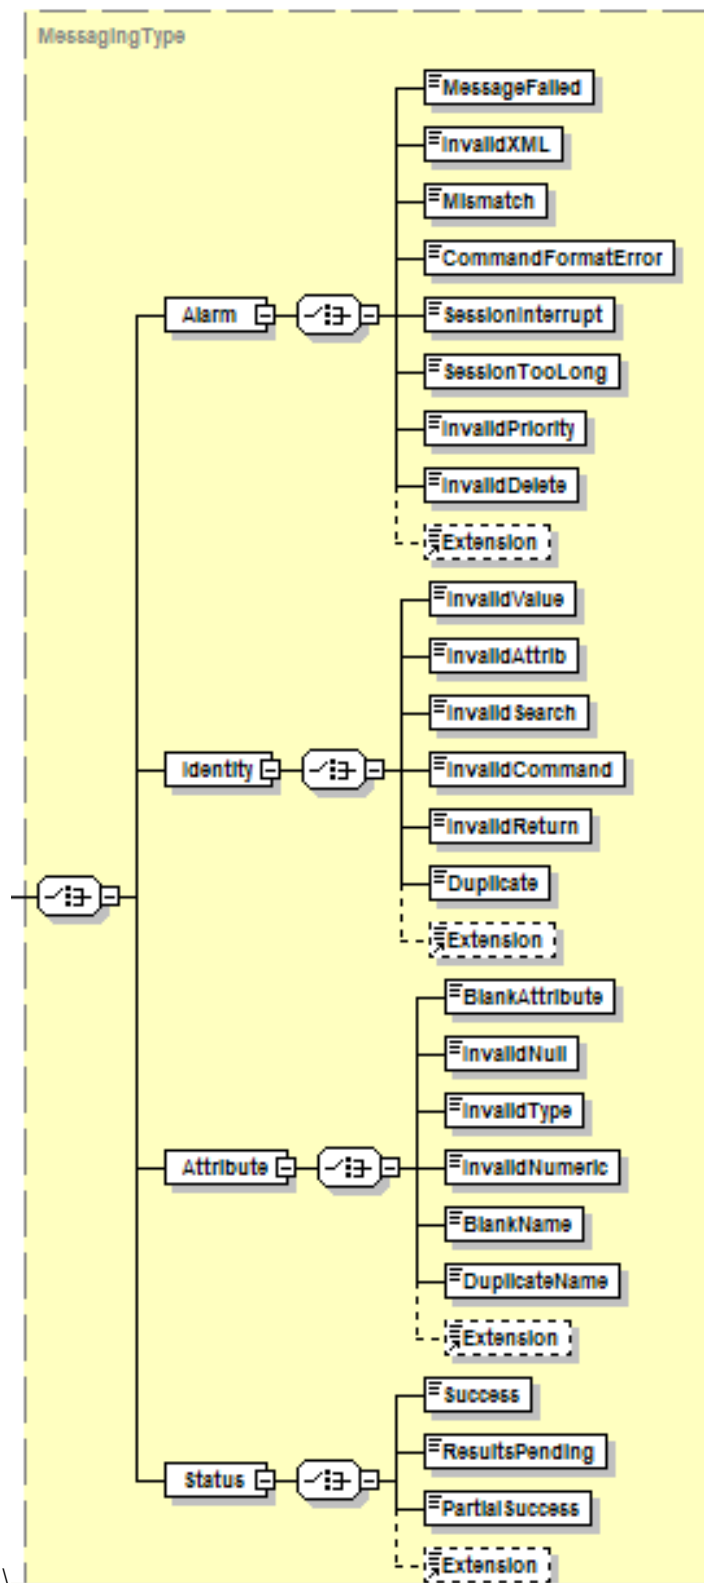 MessagingType
MessageFailed
InvalidXML
Mismatch
CommandFormatError
Alarm
SessionInterrupt
SessionTooLong
InvalidPriority
InvalidDelete
Extension
InvalidValue
InvalidAttrib
InvalidSearch
Identity
InvalidCommand
InvalidReturn
Duplicate
Extension
BlankAttribute
InvalidNull
InvalidType
Attribute
InvalidNumeric
BlankName
DuplicateName
Extension
Success
ResultsPending
Status
PartialSuccess
Extension
\